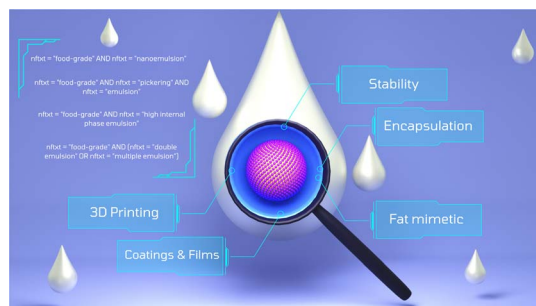 nftxt = "food-grade" AND nftxt = "nanoemulsion"
nftxt = "food-grade" AND nftxt = "pickering" AND
nftxt = "emulsion"
nftxt = "food-grade" AND nftxt = "high internal
phase emulsion"
nftxt = "food-grade" AND (nftxt = "double
emulsion" OR nftxt = "multiple emulsion")
Stability
Encapsulation
3D Printing
Fat mimetic
Coatings & Films